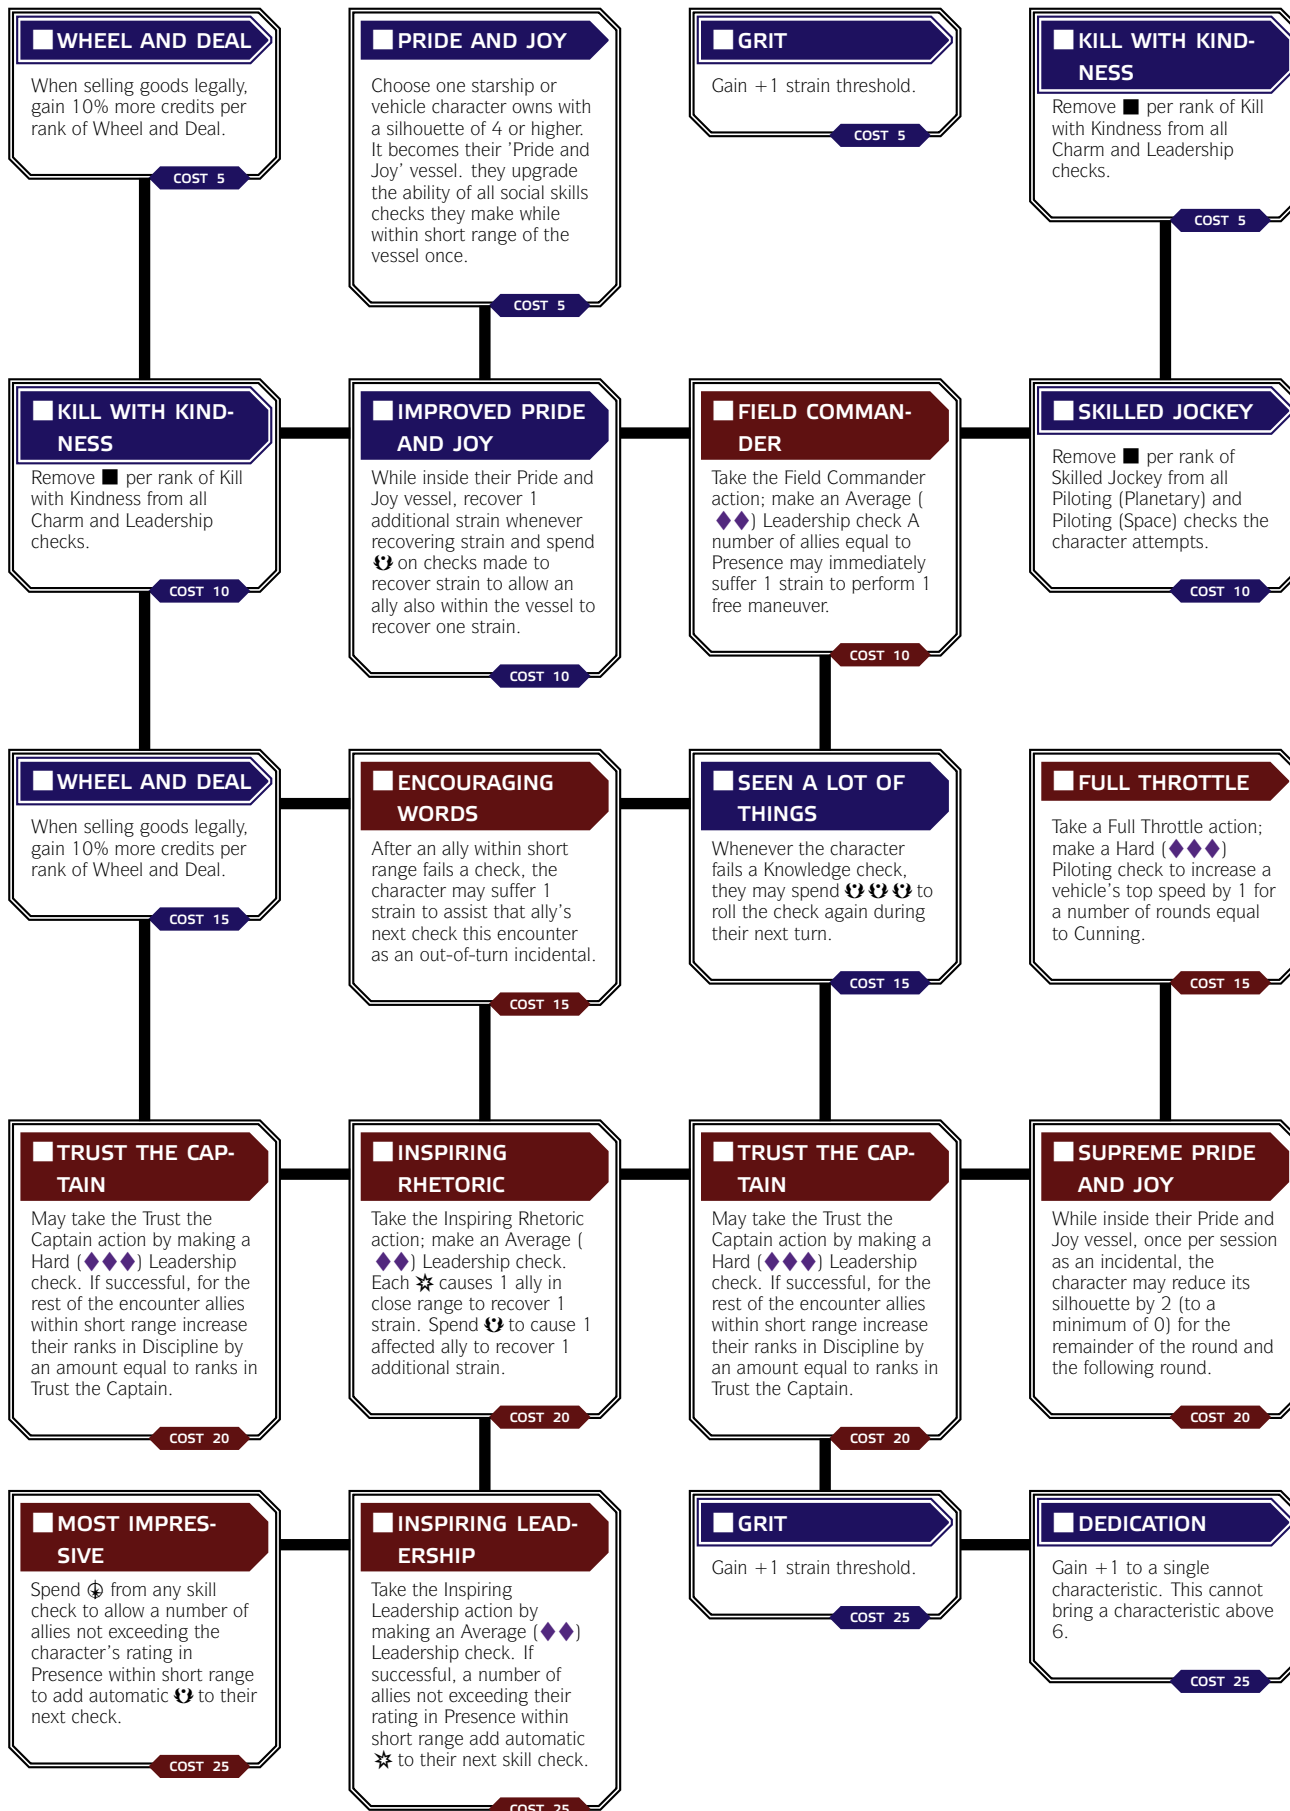 WHEEL AND DEAL
When selling goods legally,
gain 10% more credits per
rank of Wheel and Deal.
COST 5
PRIDE AND JOY
Choose one starship or
vehicle character owns with
a silhouette of 4 or higher.
It becomes their 'Pride and
Joy' vessel. they upgrade
the ability of all social skills
checks they make while
within short range of the
vessel once.
COST 5
GRIT
Gain +1 strain threshold.
COST 5
KILL WITH KIND-
NESS
Remove ■ per rank of Kill
with Kindness from all
Charm and Leadership
checks.
COST 5
KILL WITH KIND-
NESS
Remove ■ per rank of Kill
with Kindness from all
Charm and Leadership
checks.
COST 10
IMPROVED PRIDE
AND JOY
While inside their Pride and
Joy vessel, recover 1
additional strain whenever
recovering strain and spend
on checks made to
recover strain to allow an
ally also within the vessel to
recover one strain.
COST 10
FIELD COMMAN-
DER
Take the Field Commander
action; make an Average (
◆◆) Leadership check A
number of allies equal to
Presence may immediately
suffer 1 strain to perform 1
free maneuver.
COST 10
SKILLED JOCKEY
Remove ■ per rank of
Skilled Jockey from all
Piloting (Planetary) and
Piloting (Space) checks the
character attempts.
COST 10
WHEEL AND DEAL
When selling goods legally,
gain 10% more credits per
rank of Wheel and Deal.
COST 15
ENCOURAGING
WORDS
After an ally within short
range fails a check, the
character may suffer 1
strain to assist that ally's
next check this encounter
as an out-of-turn incidental.
COST 15
SEEN A LOT OF
THINGS
Whenever the character
fails a Knowledge check,
they may spend to
roll the check again during
their next turn.
COST 15
FULL THROTTLE
Take a Full Throttle action;
make a Hard (◆◆◆)
Piloting check to increase a
vehicle's top speed by 1 for
a number of rounds equal
to Cunning.
COST 15
TRUST THE CAP-
TAIN
May take the Trust the
Captain action by making a
Hard (◆◆◆) Leadership
check. If successful, for the
rest of the encounter allies
within short range increase
their ranks in Discipline by
an amount equal to ranks in
Trust the Captain.
COST 20
INSPIRING
RHETORIC
Take the Inspiring Rhetoric
action; make an Average (
◆◆) Leadership check.
Each causes 1 ally in
close range to recover 1
strain. Spend to cause 1
affected ally to recover 1
additional strain.
COST 20
TRUST THE CAP-
TAIN
May take the Trust the
Captain action by making a
Hard (◆◆◆) Leadership
check. If successful, for the
rest of the encounter allies
within short range increase
their ranks in Discipline by
an amount equal to ranks in
Trust the Captain.
COST 20
SUPREME PRIDE
AND JOY
While inside their Pride and
Joy vessel, once per session
as an incidental, the
character may reduce its
silhouette by 2 (to a
minimum of 0) for the
remainder of the round and
the following round.
COST 20
MOST IMPRES-
SIVE
Spend from any skill
check to allow a number of
allies not exceeding the
character's rating in
Presence within short range
to add automatic to their
next check.
COST 25
INSPIRING LEAD-
ERSHIP
Take the Inspiring
Leadership action by
making an Average (◆◆)
Leadership check. If
successful, a number of
allies not exceeding their
rating in Presence within
short range add automatic
to their next skill check.
COST 25
GRIT
Gain +1 strain threshold.
COST 25
DEDICATION
Gain +1 to a single
characteristic. This cannot
bring a characteristic above
6.
COST 25